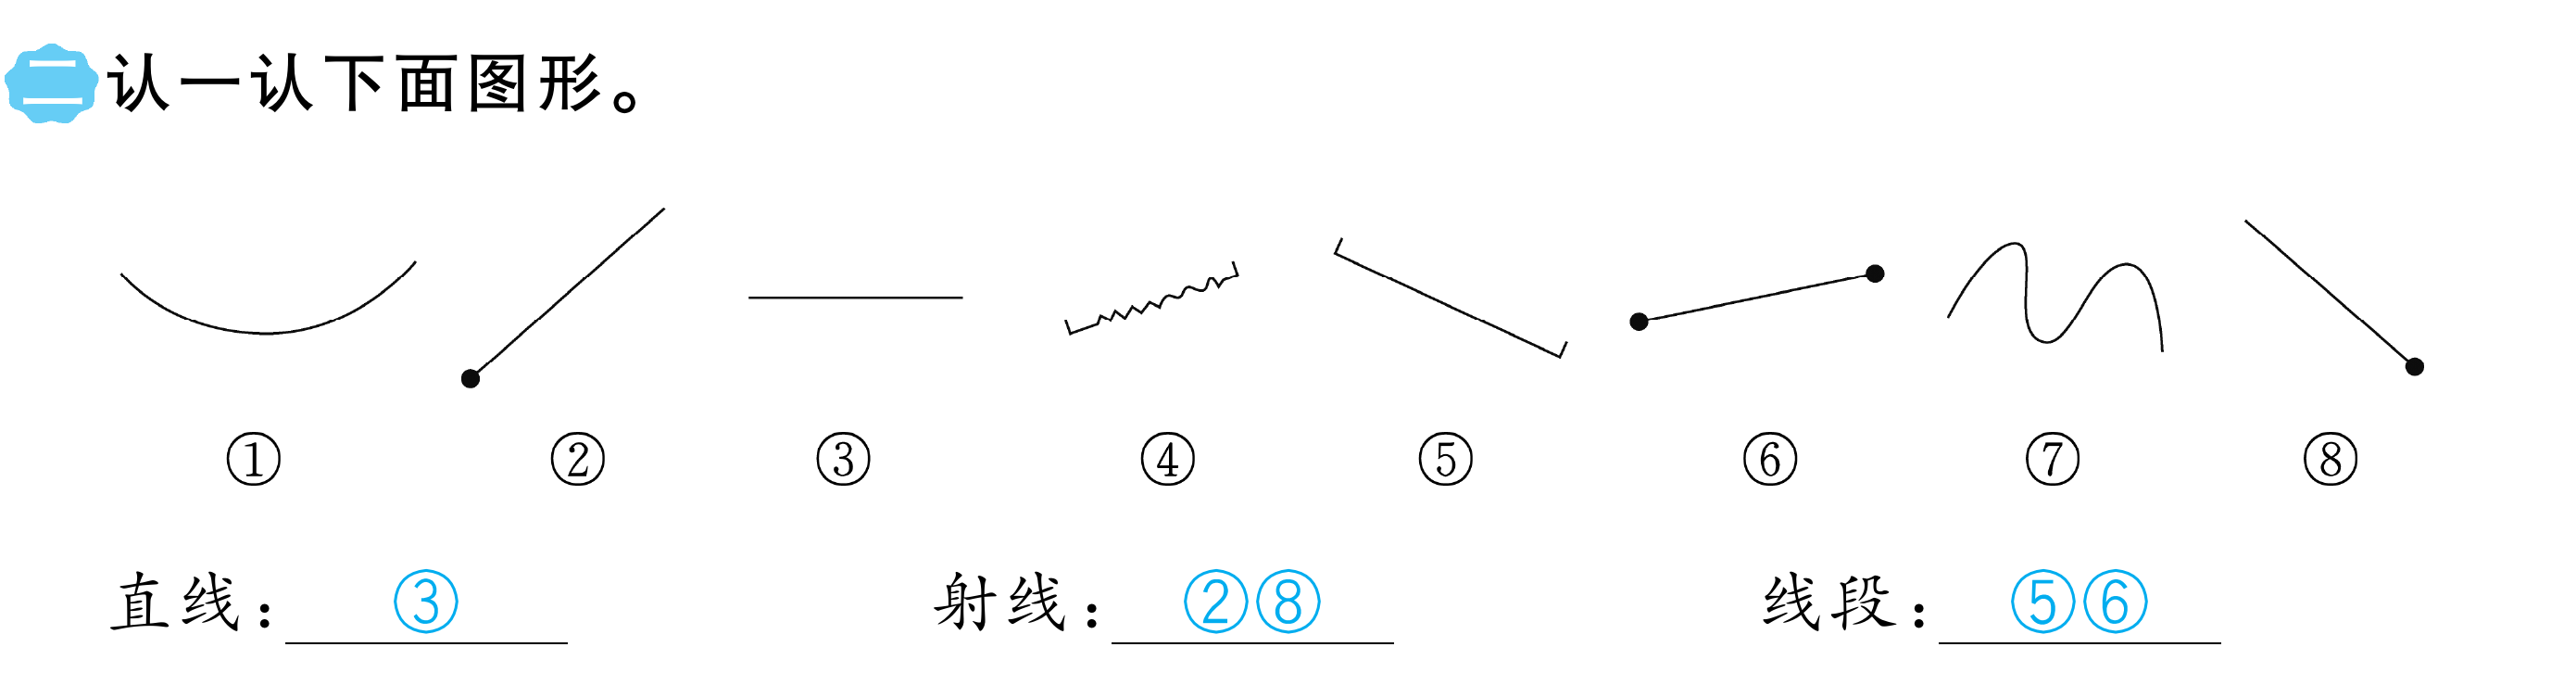 二 认一认下面图形。
① ② ③ ④ ⑤ ⑥ ⑦ ⑧
直线：③ 射线：②⑧ 线段：⑤⑥